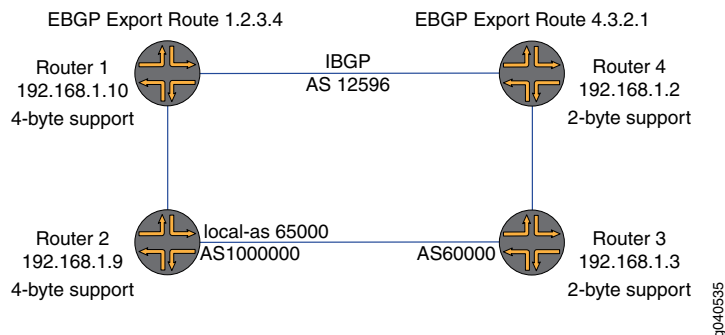 EBGP Export Route 1.2.3.4
EBGP Export Route 4.3.2.1
Router 1
192.168.1.10
4-byte support
IBGP
AS 12596
Router 4
192.168.1.2
2-byte support
Router 2
192.168.1.9
4-byte support
local-as 65000
AS1000000
AS60000
Router 3
192.168.1.3
2-byte support
g040535